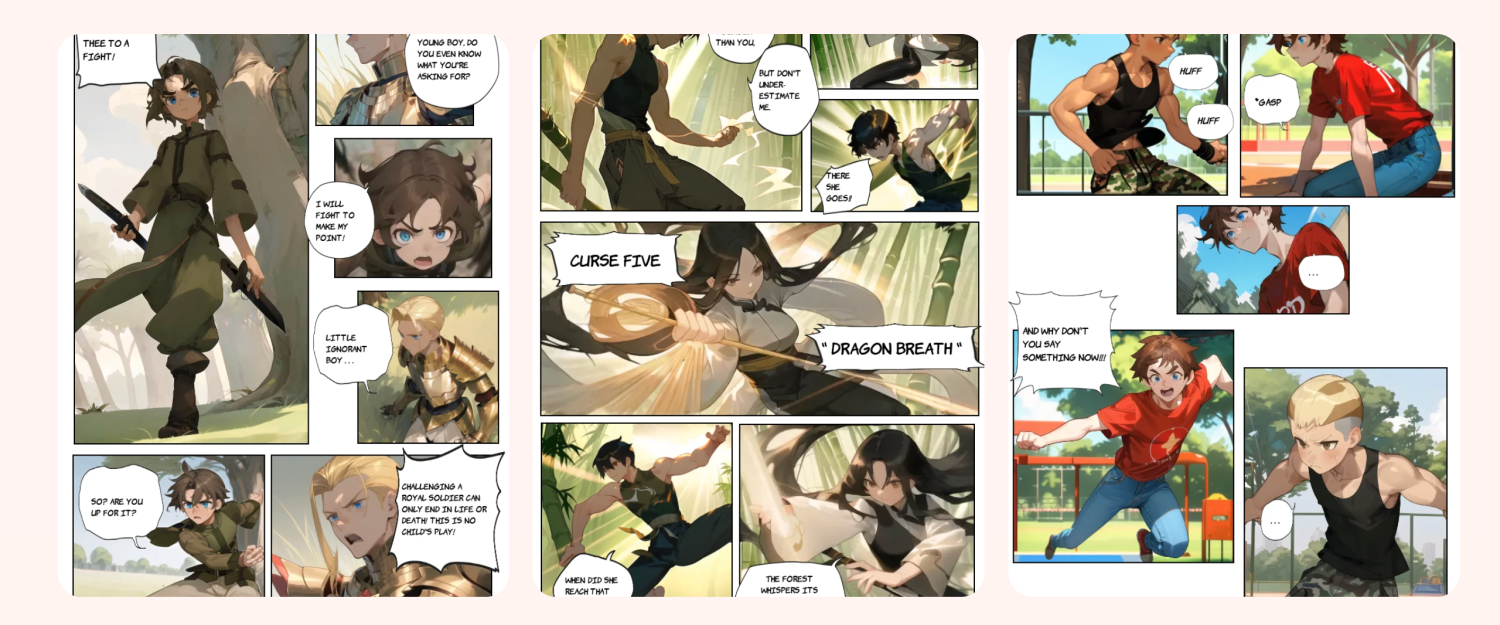 THEE TO A
FIGHT!
YOUNG BOY, DO
YOU EVEN KNOW
WHAT YOU'RE
ASKING FOR?
I WILL
FIGHT TO
MAKE MY
POINT!
LITTLE
IGNORANT
BOY...
SO? ARE YOU
UP FOR IT?
CHALLENGING A
ROYAL SOLDIER CAN
ONLY END IN LIFE OR
DEATH! THIS IS NO
CHILD'S PLAY!
THAN YOU,
BUT DON'T
UNDER-
ESTIMATE
ME.
THERE
SHE
GOES!!
CURSE FIVE
"DRAGON BREATH"
WHEN DID SHE
REACH THAT
THE FOREST
WHISPERS ITS
HUFF
HUFF
*GASP
...
AND WHY DON'T
YOU SAY
SOMETHING NOW!!!
...